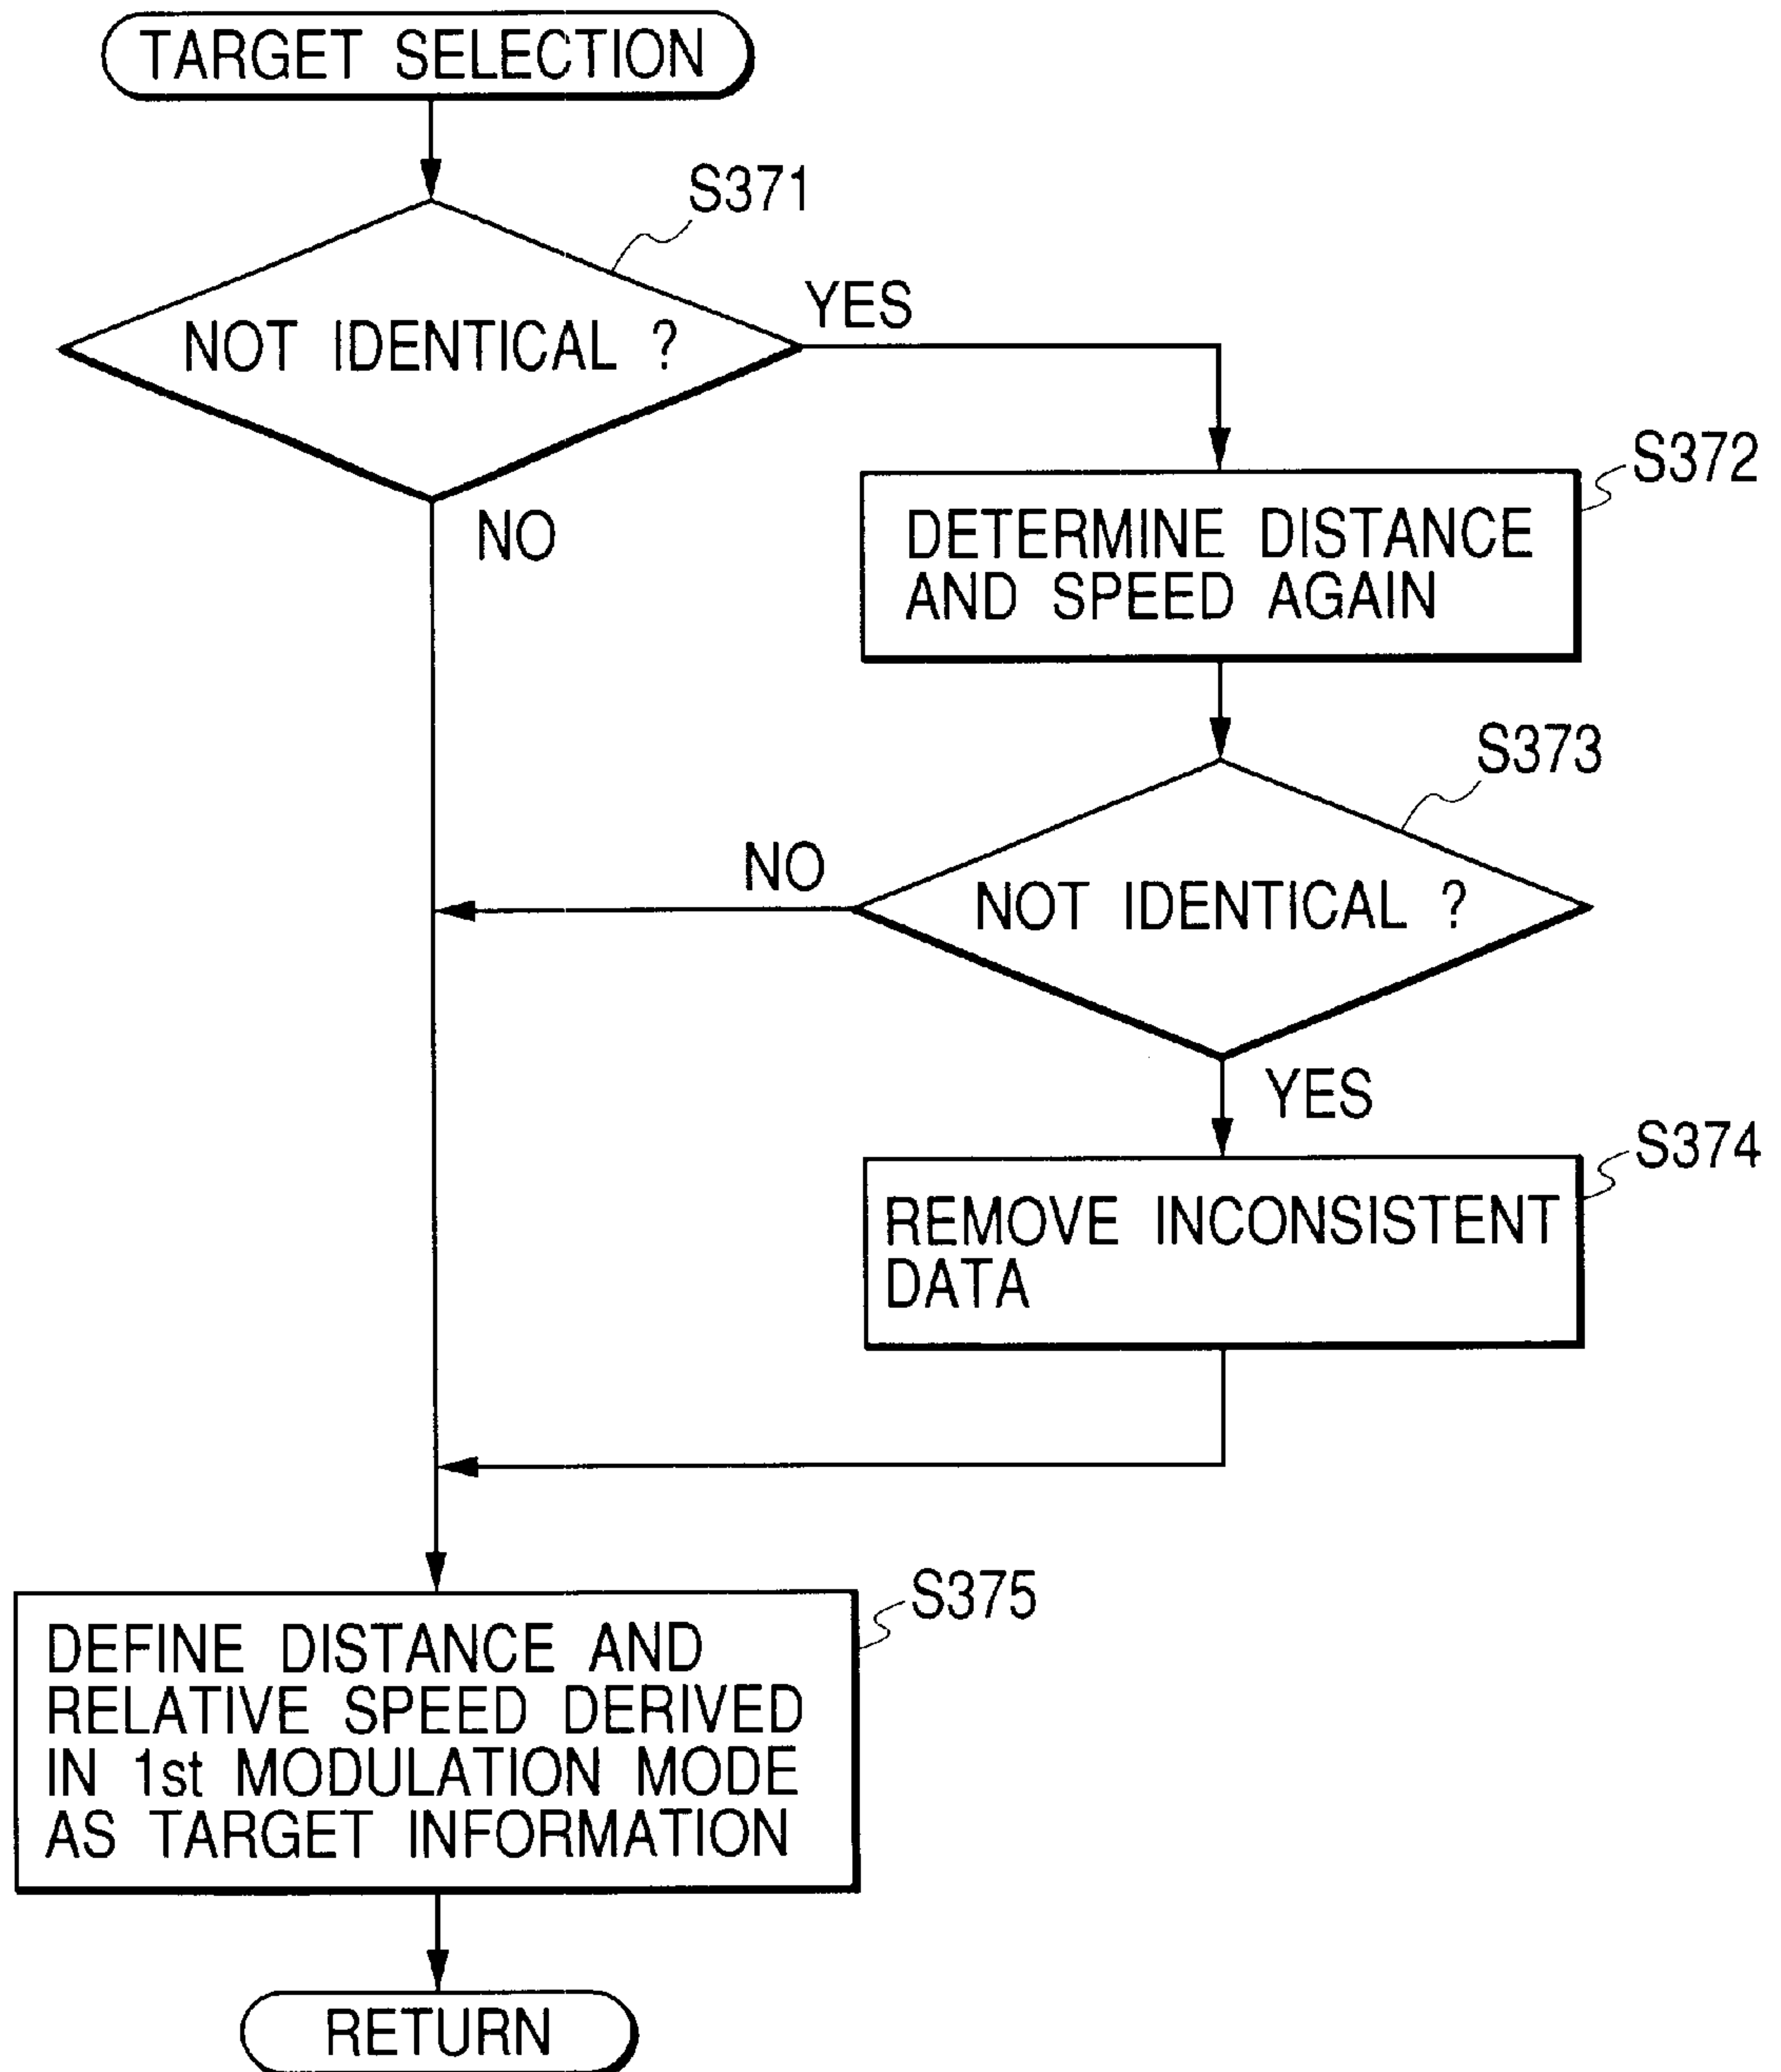 TARGET SELECTION
S371
NOT IDENTICAL ?
YES
NO
S372
DETERMINE DISTANCE
AND SPEED AGAIN
S373
NOT IDENTICAL ?
NO
YES
S374
REMOVE INCONSISTENT
DATA
S375
DEFINE DISTANCE AND
RELATIVE SPEED DERIVED
IN 1st MODULATION MODE
AS TARGET INFORMATION
RETURN